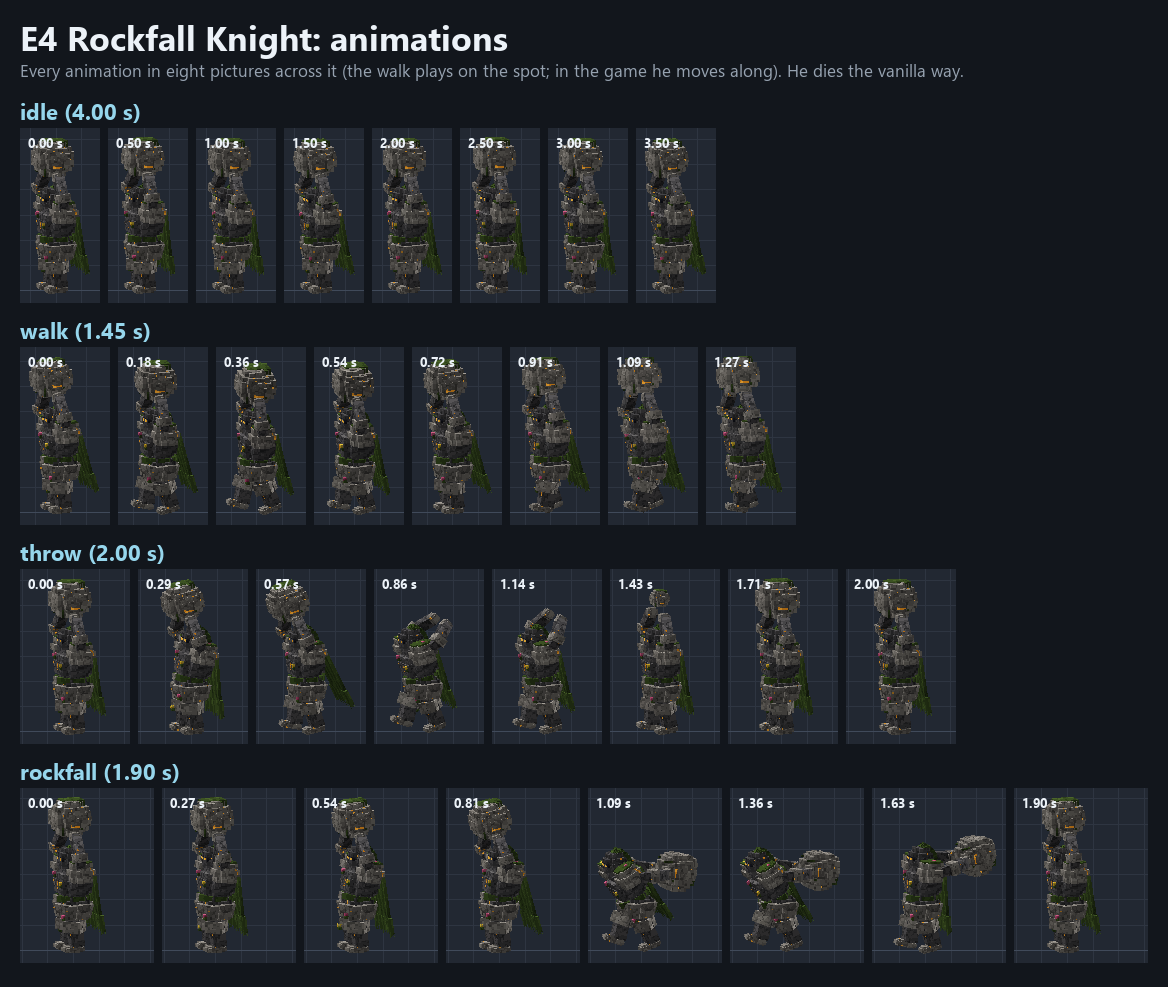 E4 Rockfall Knight: animations
Every animation in eight pictures across it (the walk plays on the spot; in the game he moves along). He dies the vanilla way.
idle (4.00 s)
0.00 s 0.50 s 1.00 s 1.50 s 2.00 s 2.50 s 3.00 s 3.50 s
walk (1.45 s)
0.00 s 0.18 s 0.36 s 0.54 s 0.72 s 0.91 s 1.09 s 1.27 s
throw (2.00 s)
0.00 s 0.29 s 0.57 s 0.86 s 1.14 s 1.43 s 1.71 s 2.00 s
rockfall (1.90 s)
0.00 s 0.27 s 0.54 s 0.81 s 1.09 s 1.36 s 1.63 s 1.90 s